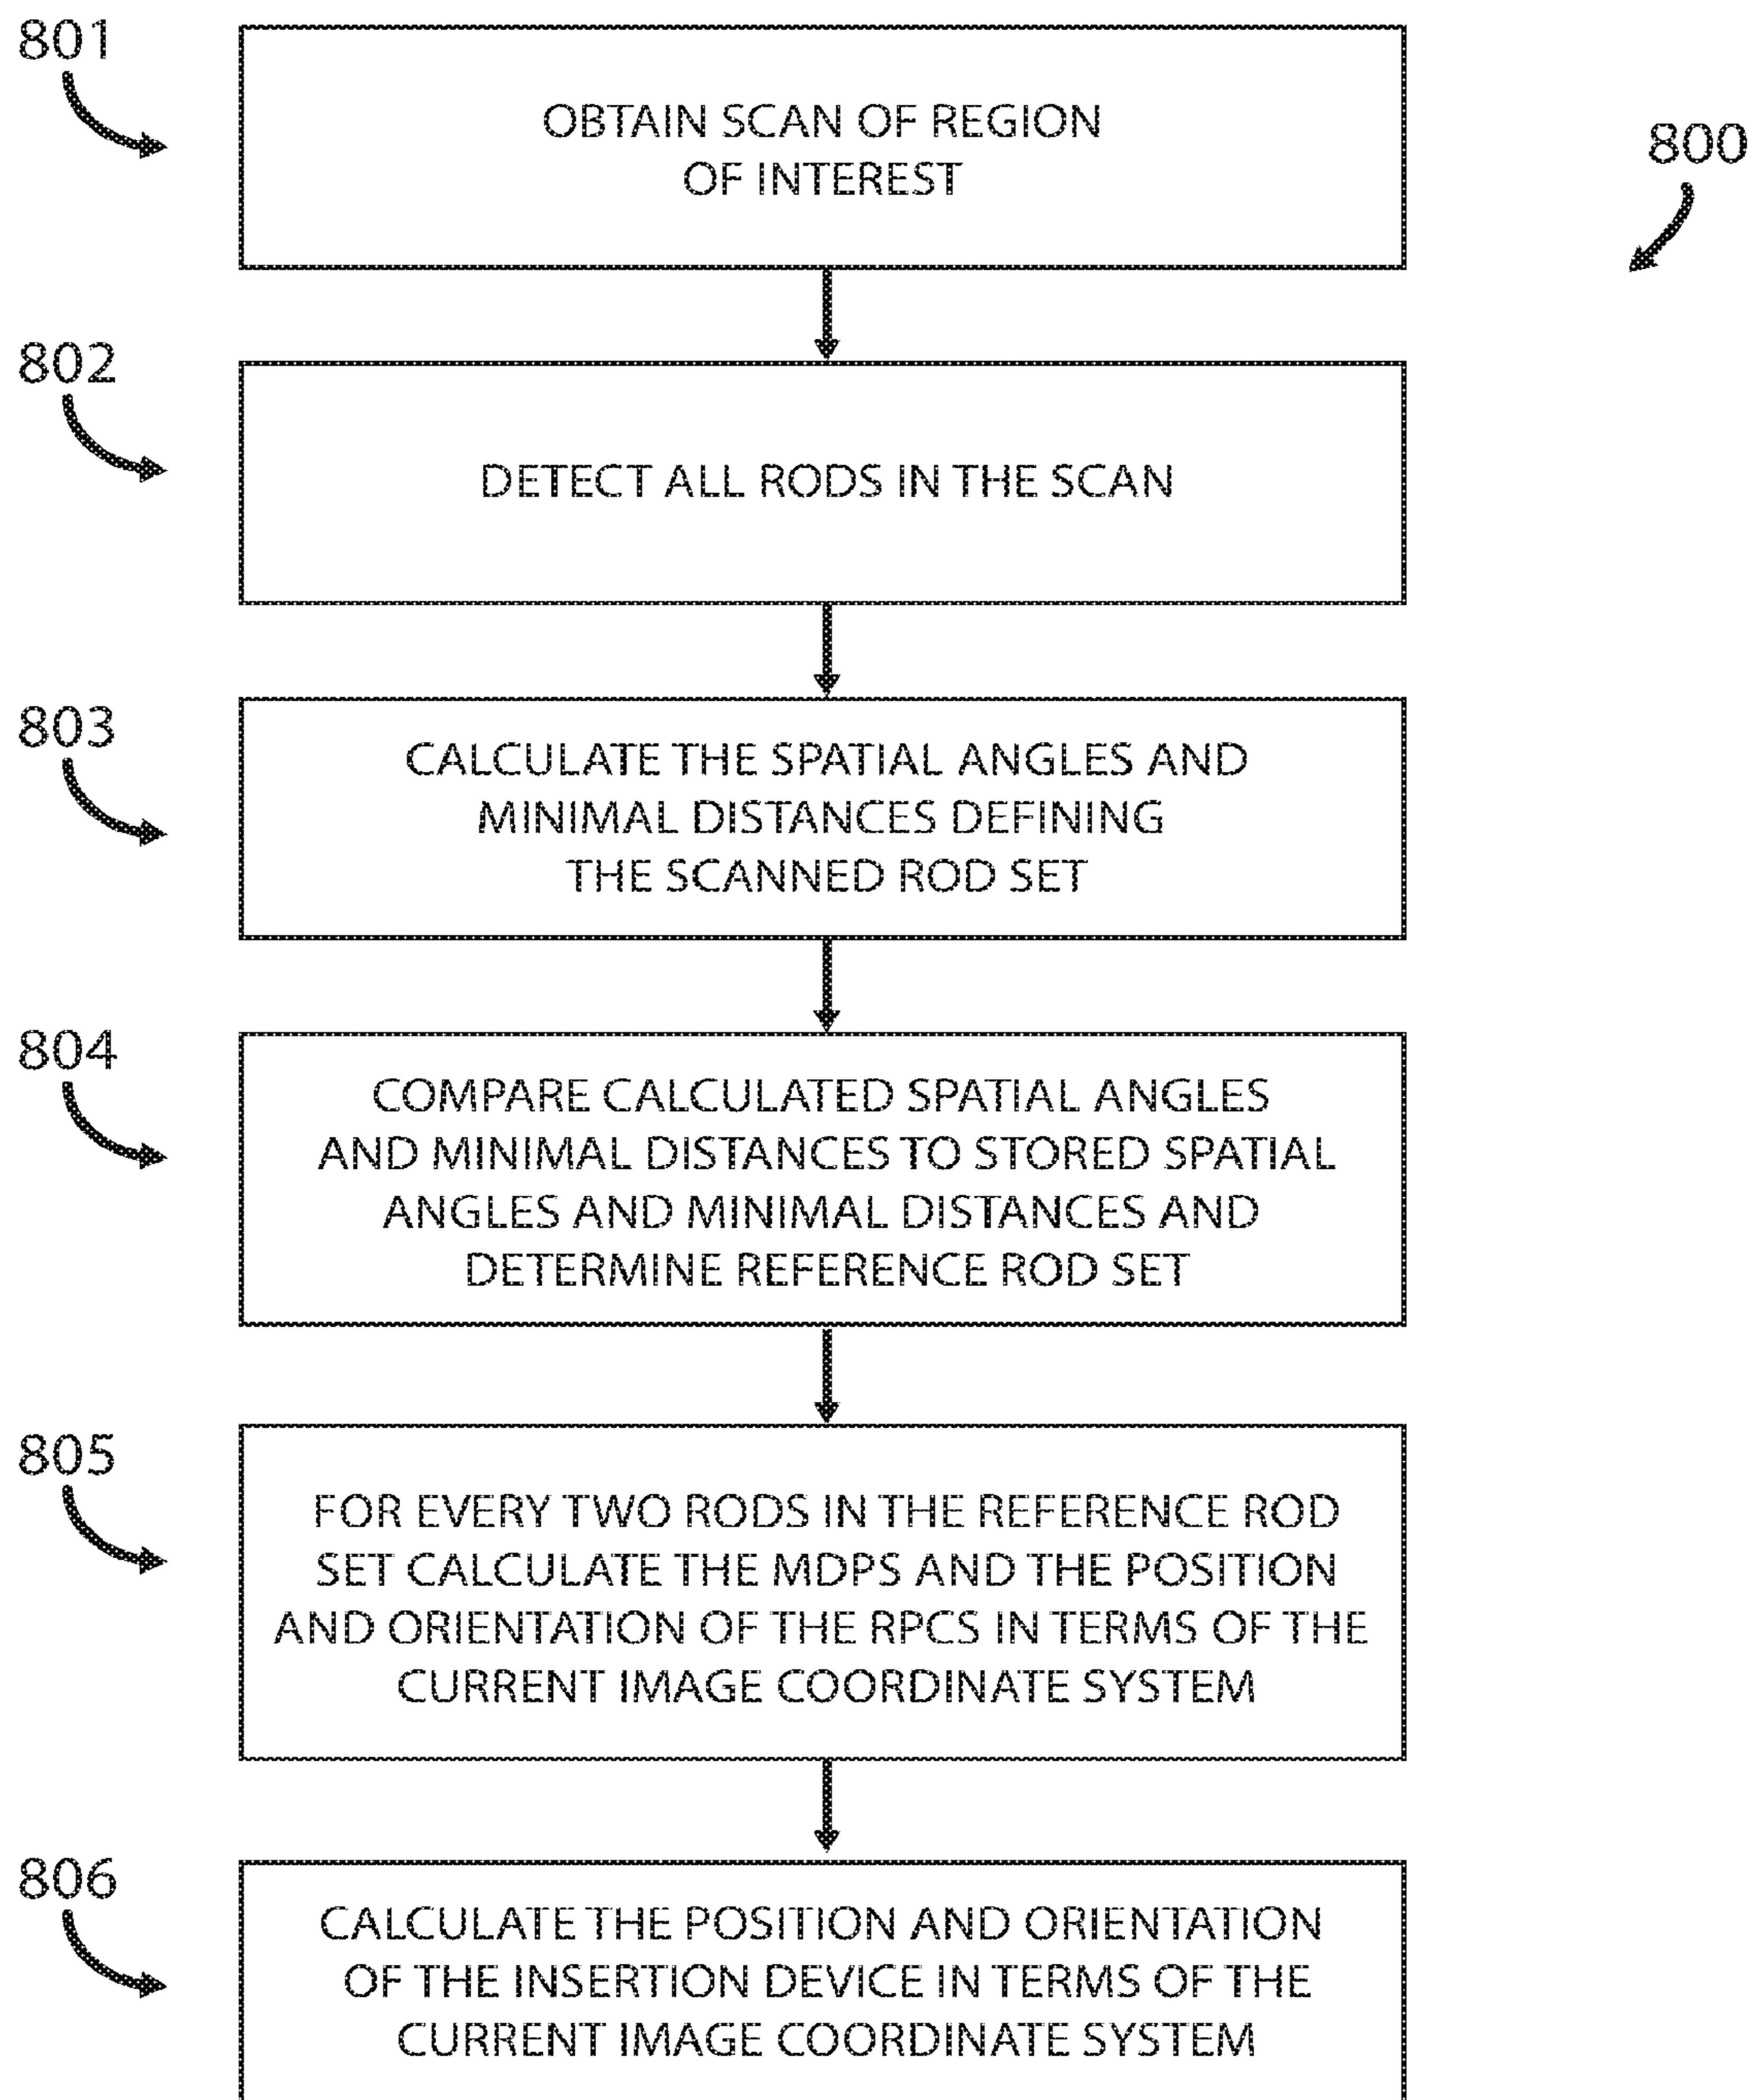 801
OBTAIN SCAN OF REGION
OF INTEREST
800
802
DETECT ALL RODS IN THE SCAN
803
CALCULATE THE SPATIAL ANGLES AND
MINIMAL DISTANCES DEFINING
THE SCANNED ROD SET
804
COMPARE CALCULATED SPATIAL ANGLES
AND MINIMAL DISTANCES TO STORED SPATIAL
ANGLES AND MINIMAL DISTANCES AND
DETERMINE REFERENCE ROD SET
805
FOR EVERY TWO RODS IN THE REFERENCE ROD
SET CALCULATE THE MDPS AND THE POSITION
AND ORIENTATION OF THE RPCS IN TERMS OF THE
CURRENT IMAGE COORDINATE SYSTEM
806
CALCULATE THE POSITION AND ORIENTATION
OF THE INSERTION DEVICE IN TERMS OF THE
CURRENT IMAGE COORDINATE SYSTEM